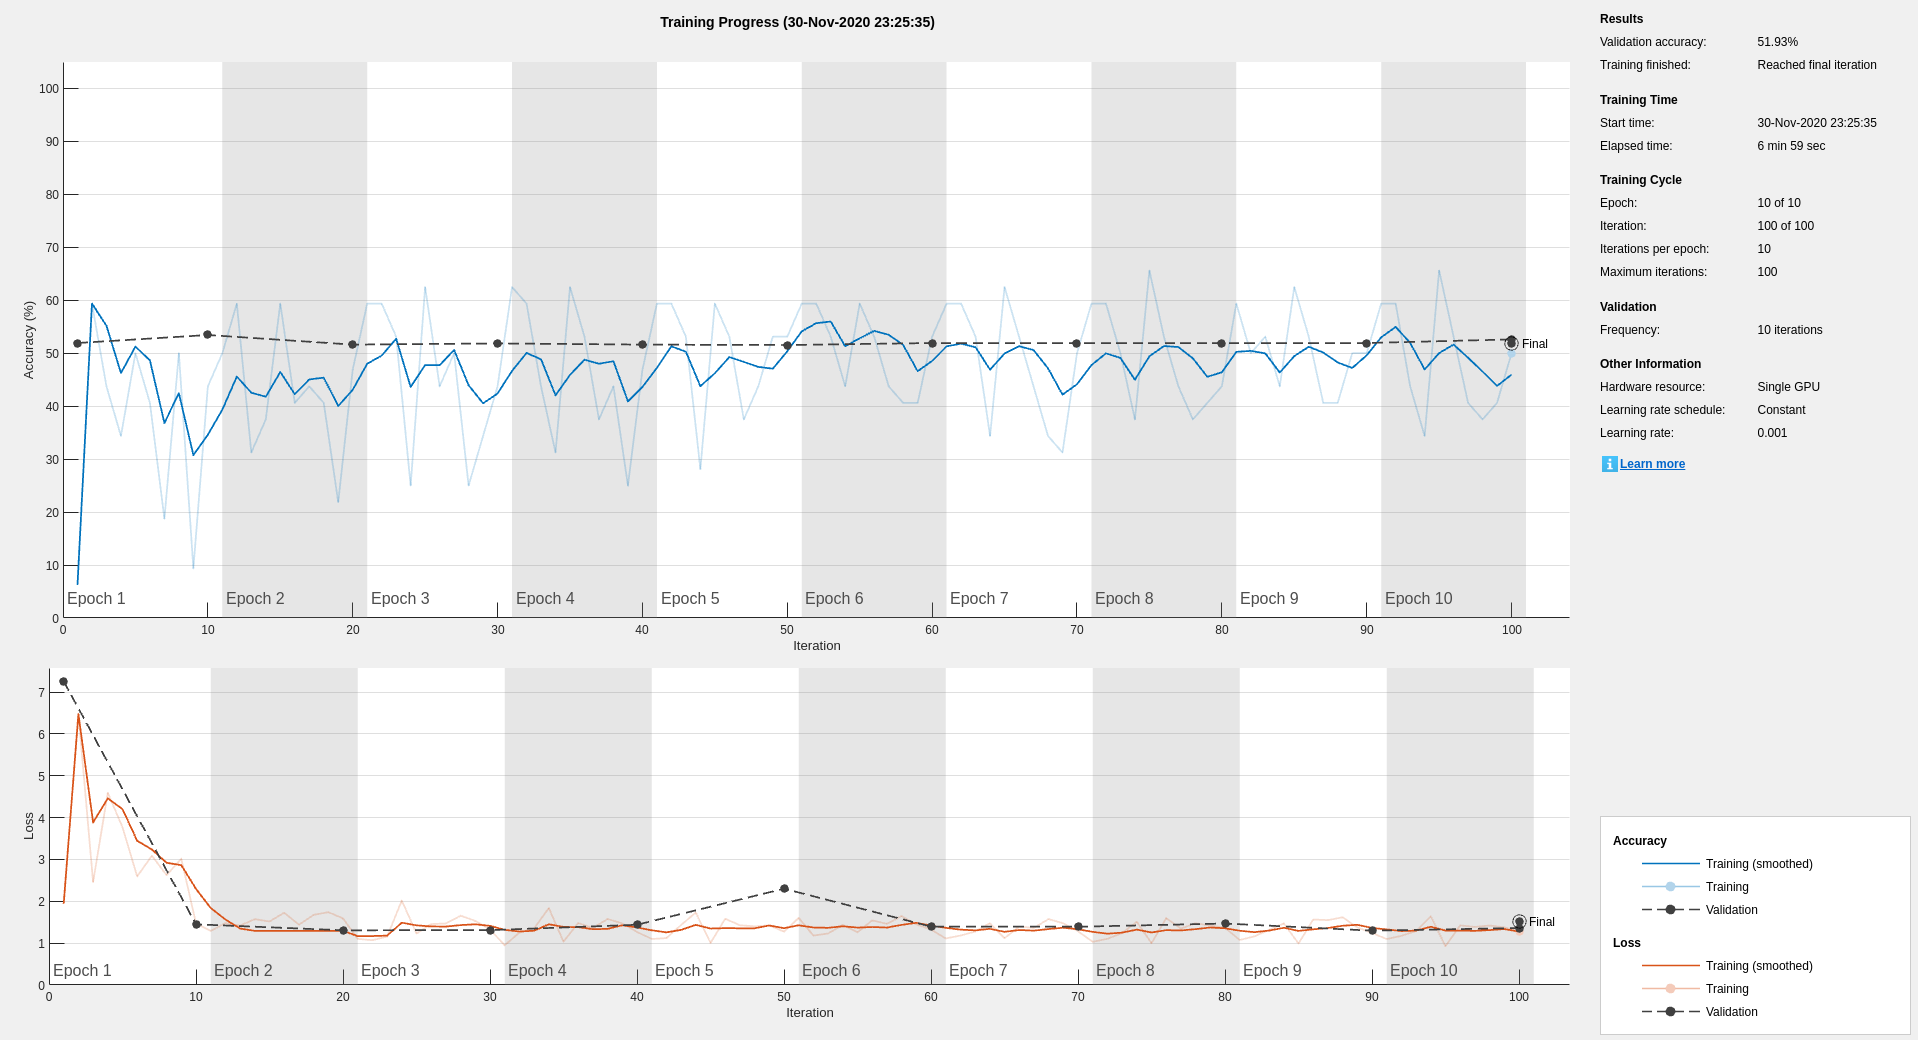 Training Progress (30-Nov-2020 23:25:35)
100
90
80
70
60
50
40
30
20
10
0
Accuracy (%)
Final
Epoch 1 Epoch 2 Epoch 3 Epoch 4 Epoch 5 Epoch 6 Epoch 7 Epoch 8 Epoch 9 Epoch 10
0 10 20 30 40 50 60 70 80 90 100
Iteration
7
6
5
4
3
2
1
0
Loss
Final
Epoch 1 Epoch 2 Epoch 3 Epoch 4 Epoch 5 Epoch 6 Epoch 7 Epoch 8 Epoch 9 Epoch 10
0 10 20 30 40 50 60 70 80 90 100
Iteration
Results
Validation accuracy: 51.93%
Training finished: Reached final iteration
Training Time
Start time: 30-Nov-2020 23:25:35
Elapsed time: 6 min 59 sec
Training Cycle
Epoch: 10 of 10
Iteration: 100 of 100
Iterations per epoch: 10
Maximum iterations: 100
Validation
Frequency: 10 iterations
Other Information
Hardware resource: Single GPU
Learning rate schedule: Constant
Learning rate: 0.001
i Learn more
Accuracy
Training (smoothed)
Training
Validation
Loss
Training (smoothed)
Training
Validation